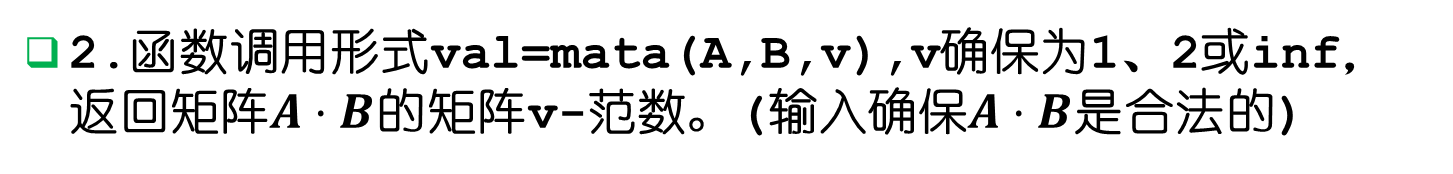 2.函数调用形式val=mata(A,B,v),v确保为1、2或inf,
返回矩阵A·B的矩阵v-范数。(输入确保A·B是合法的)